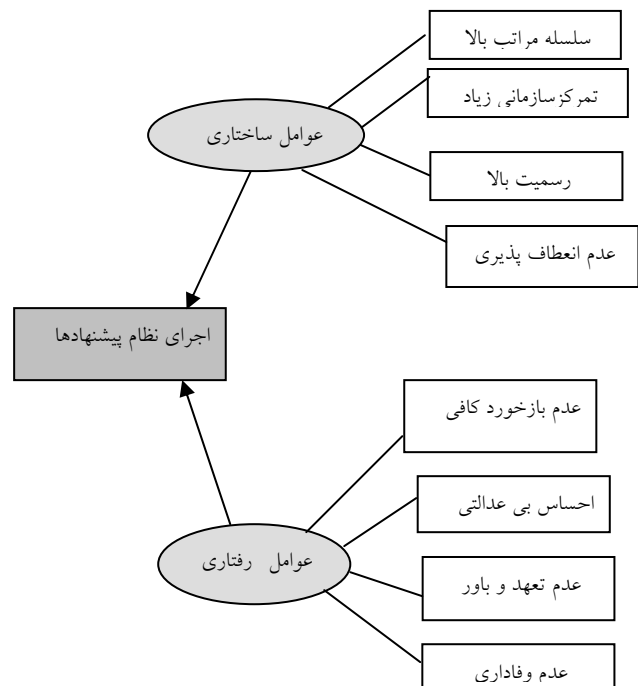 سلسله مراتب بالا
تمرکزسازمانی زیاد
عوامل ساختاری
رسمیت بالا
عدم انعطاف پذیری
اجرای نظام پیشنهادها
عدم بازخورد کافی
احساس بی عدالتی
عوامل رفتاری
عدم تعهد و باور
عدم وفاداری